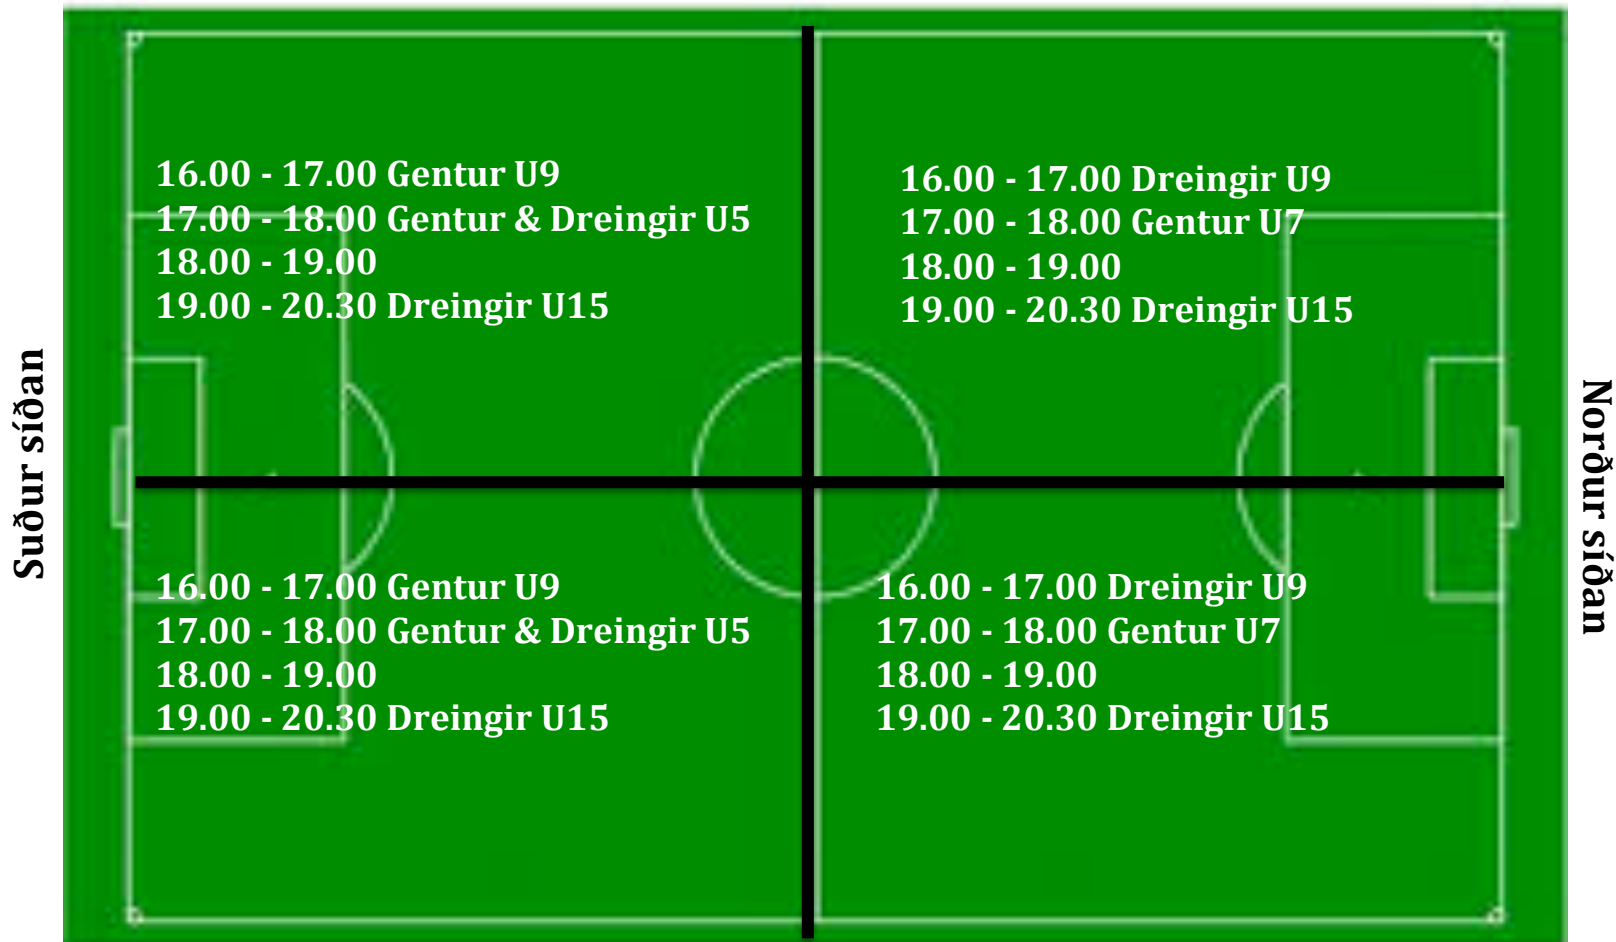 Suður síðan
16.00 - 17.00 Gentur U9
17.00 - 18.00 Gentur & Dreingir U5
18.00 - 19.00
19.00 - 20.30 Dreingir U15
16.00 - 17.00 Dreingir U9
17.00 - 18.00 Gentur U7
18.00 - 19.00
19.00 - 20.30 Dreingir U15
16.00 - 17.00 Gentur U9
17.00 - 18.00 Gentur & Dreingir U5
18.00 - 19.00
19.00 - 20.30 Dreingir U15
16.00 - 17.00 Dreingir U9
17.00 - 18.00 Gentur U7
18.00 - 19.00
19.00 - 20.30 Dreingir U15
Norður síðan